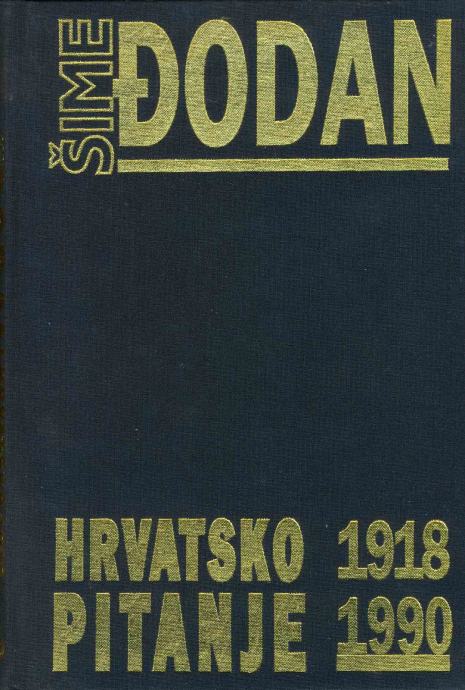 ŠIME
ĐODAN
HRVATSKO 1918
PITANJE 1990